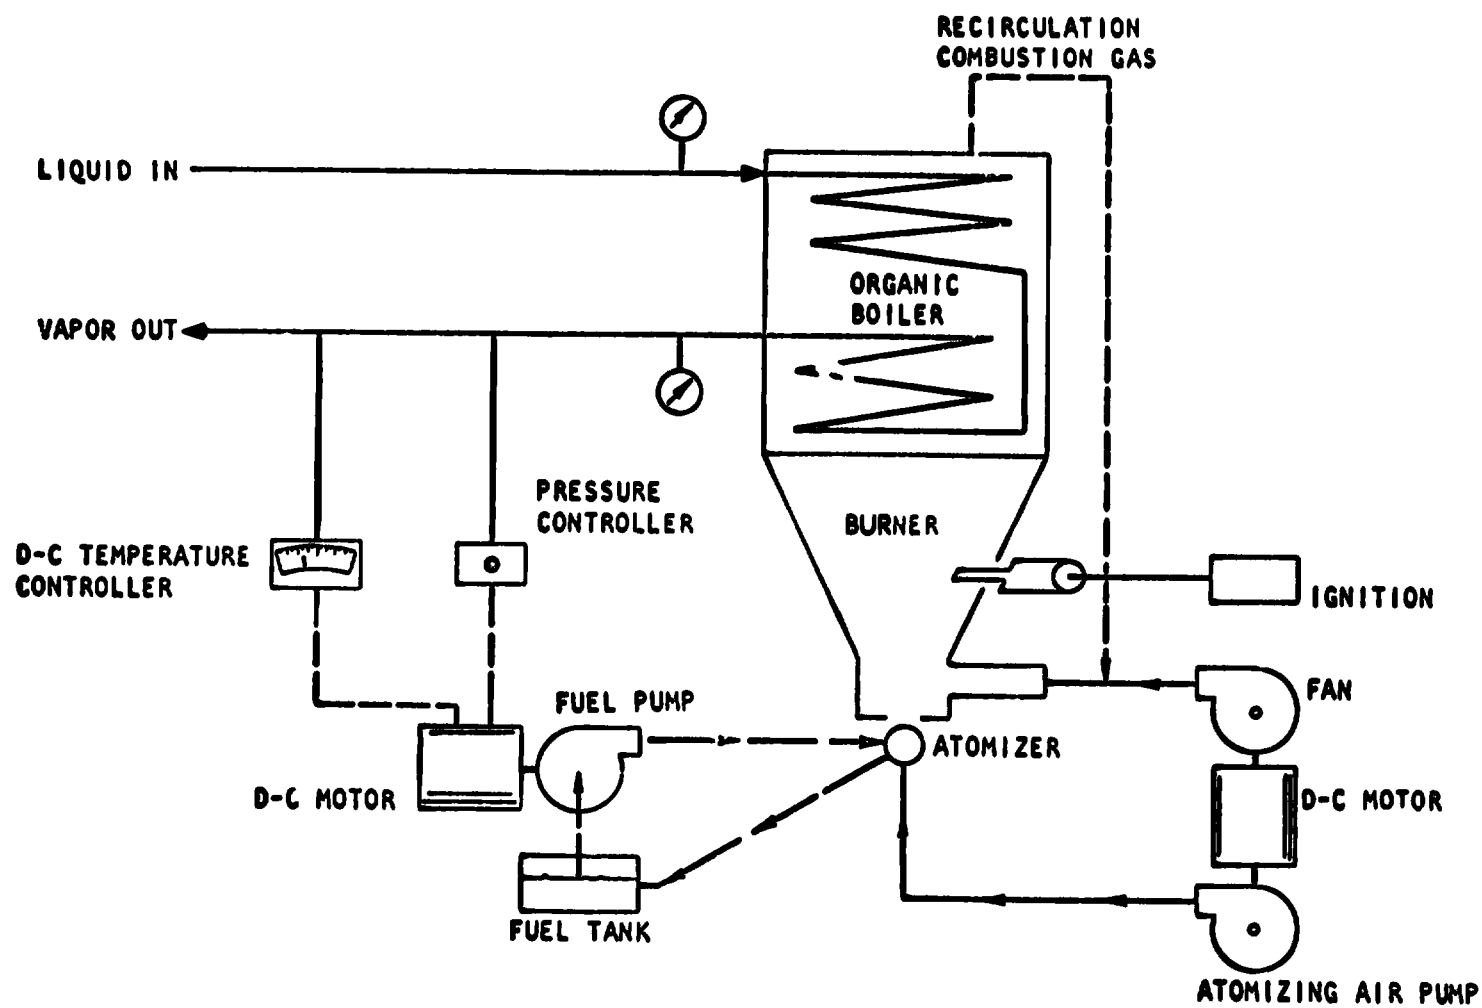 RECIRCULATION
COMBUSTION GAS
LIQUID IN
ORGANIC
BOILER
VAPOR OUT
PRESSURE
CONTROLLER
BURNER
D-C TEMPERATURE
CONTROLLER
IGNITION
FUEL PUMP
FAN
ATOMIZER
D-C MOTOR
D-C MOTOR
FUEL TANK
ATOMIZING AIR PUMP